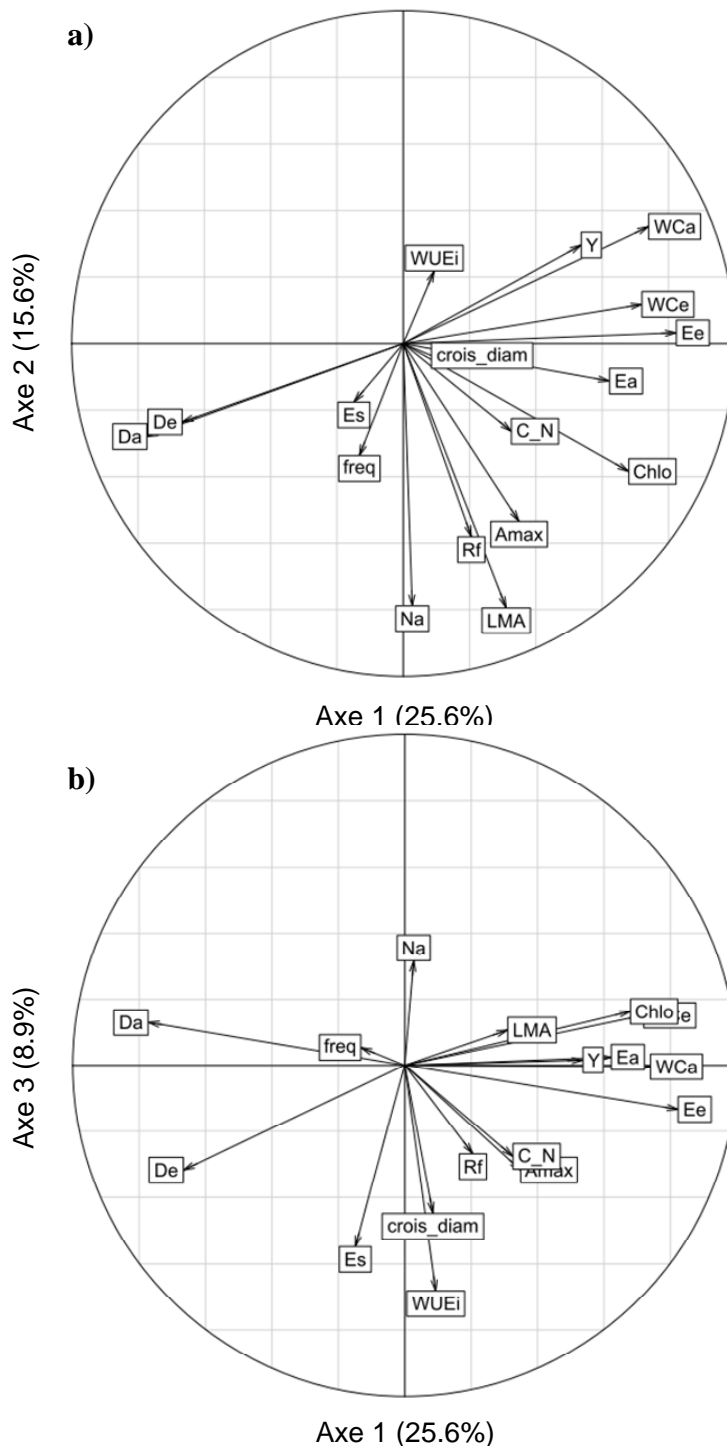 a)
WUEi
Y
WCa
WCe
Ee
crois_diam
Ea
Es
De
Da
C_N
freq
Chlo
Rf
Amax
Na
LMA
Axe 2 (15.6%)
Axe 1 (25.6%)
b)
Na
Da
freq
LMA
Chlo
Y
Ea
WCa
Ee
De
Rf
C_N
Amax
crois_diam
Es
WUEi
Axe 3 (8.9%)
Axe 1 (25.6%)